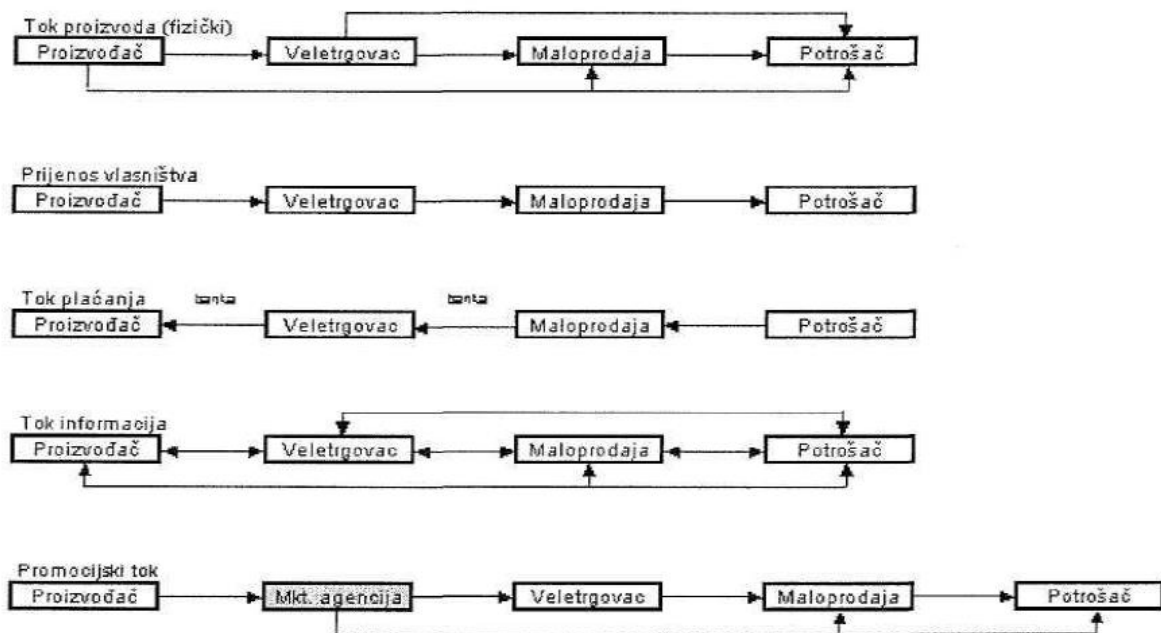 Tok proizvoda (fizički)
Proizvođač Veletrgovac Maloprodaja Potrošač
Prijenos vlasništva
Proizvođač Veletrgovac Maloprodaja Potrošač
Tok plaćanja banka banka
Proizvođač Veletrgovac Maloprodaja Potrošač
Tok informacija
Proizvođač Veletrgovac Maloprodaja Potrošač
Promocijski tok
Proizvođač Mkt. agencija Veletrgovac Maloprodaja Potrošač